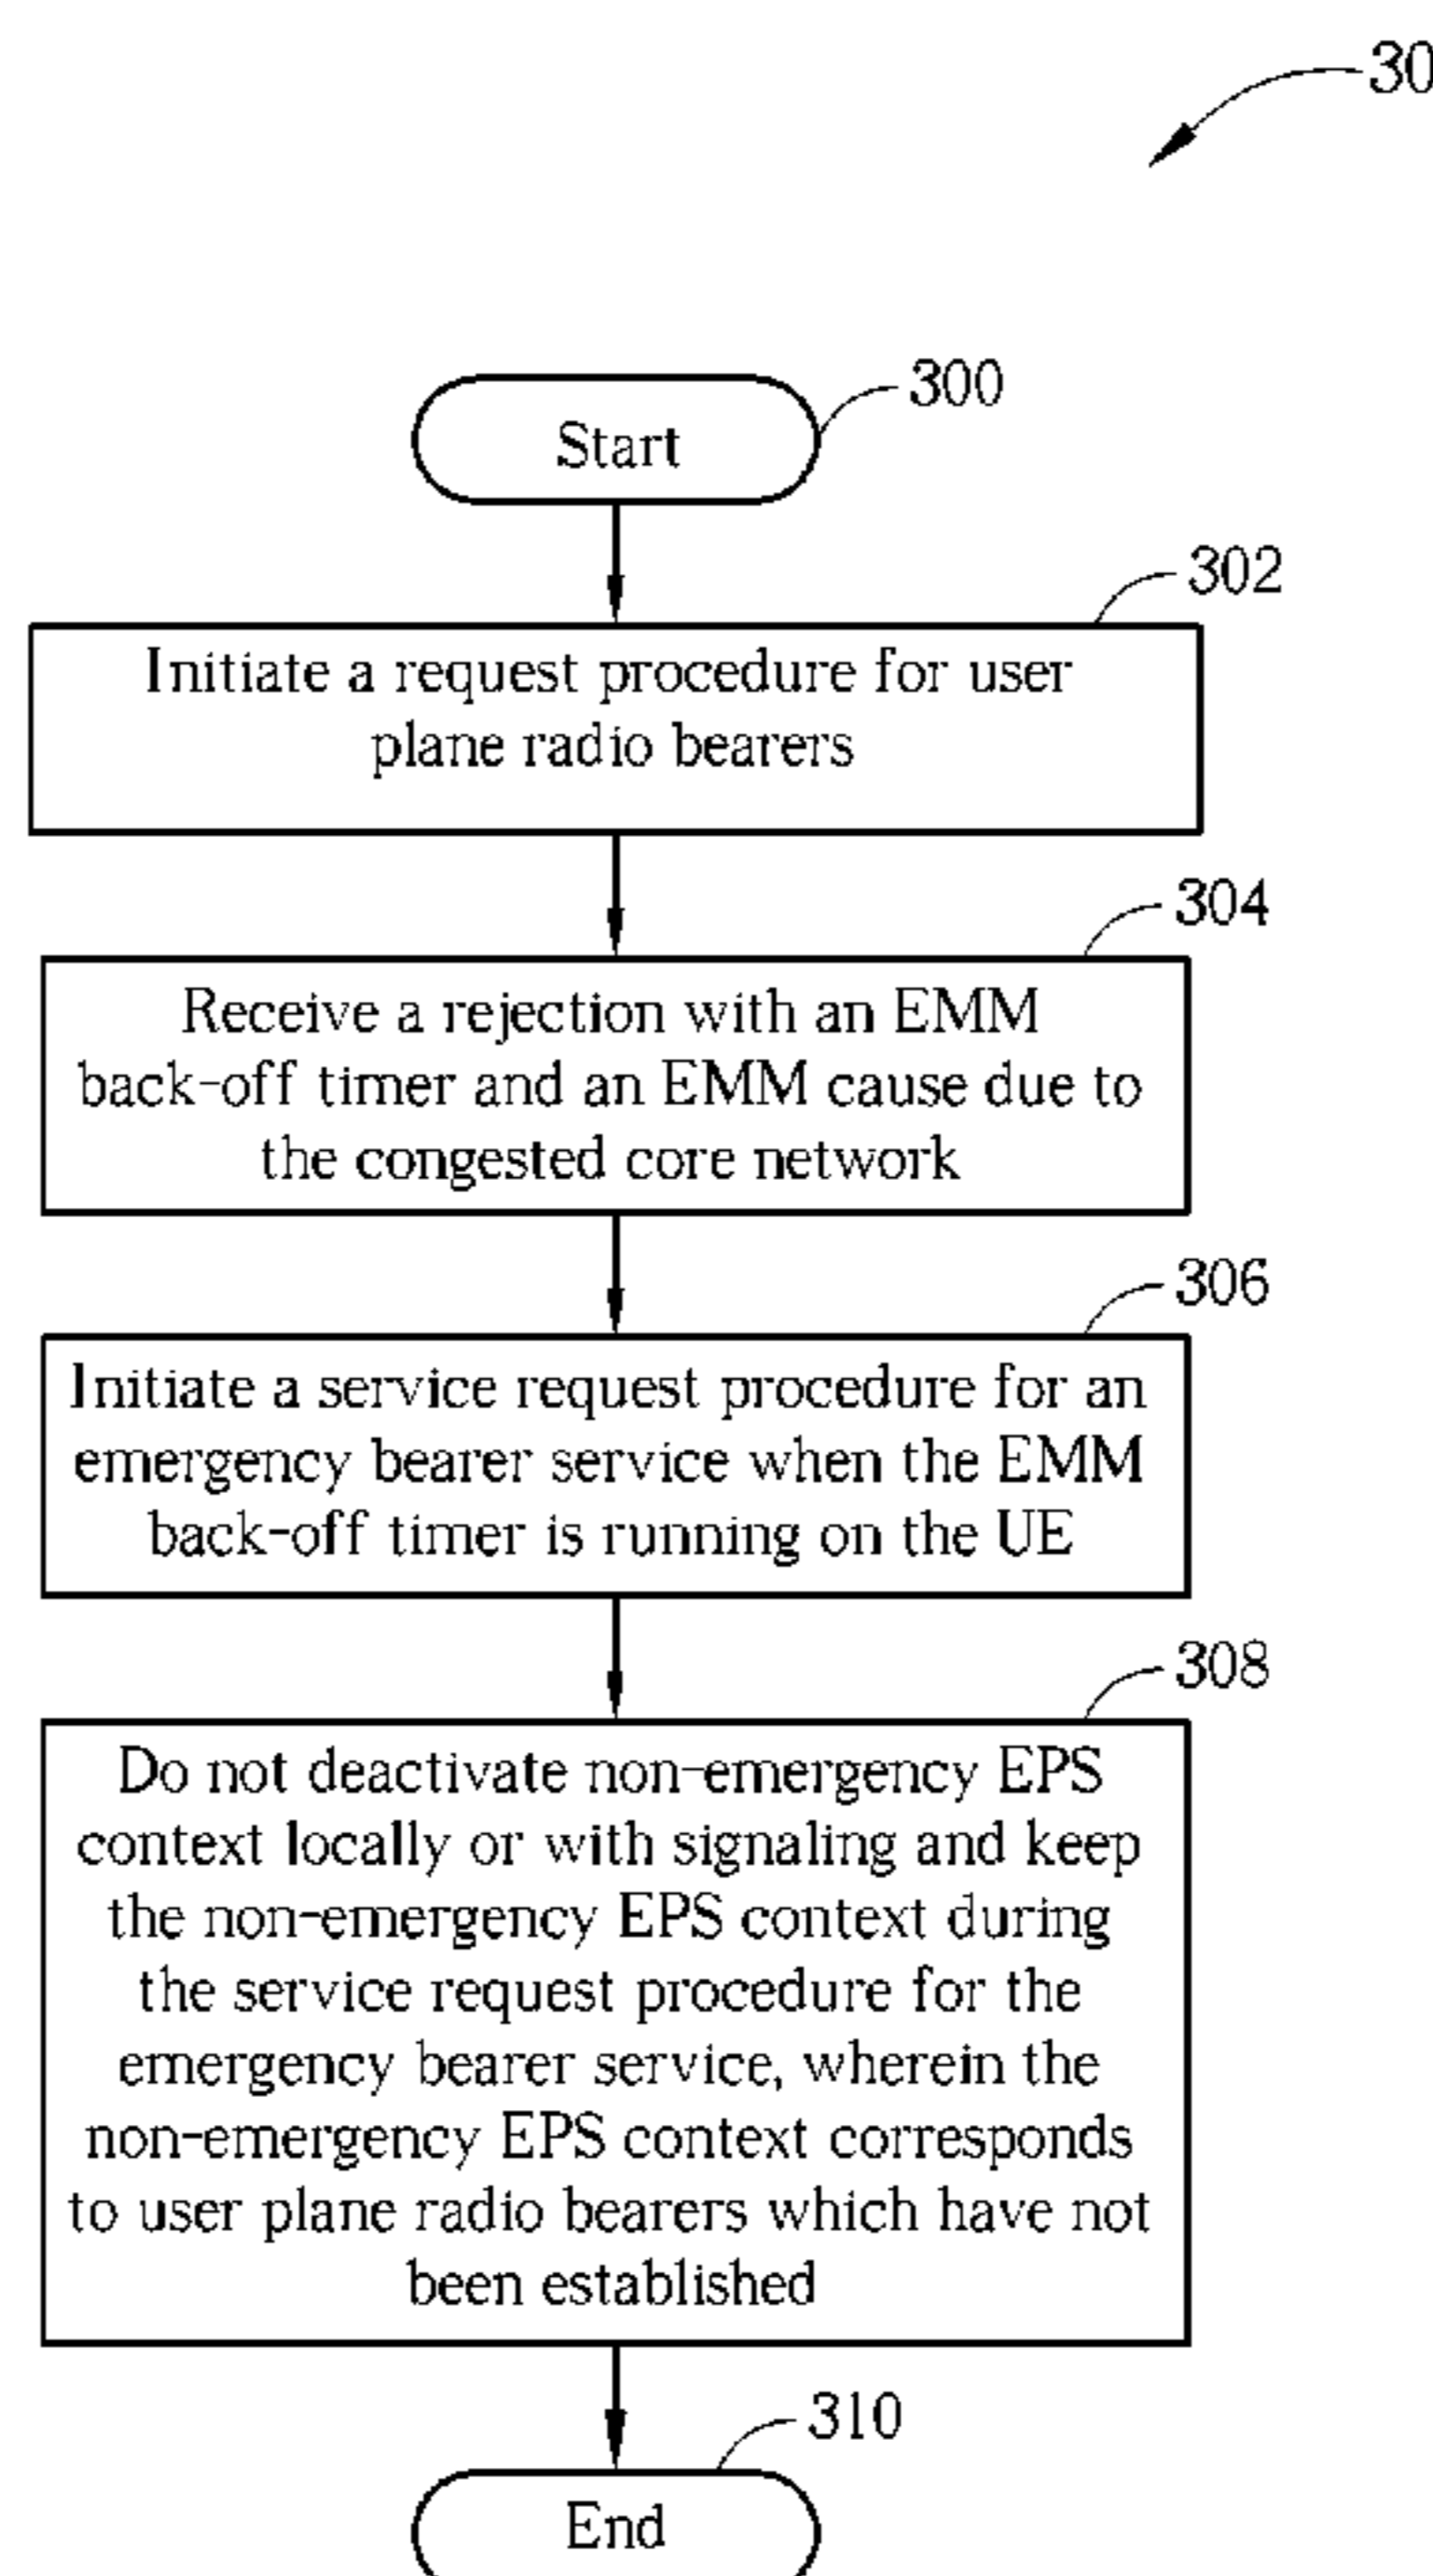 30
300
Start
302
Initiate a request procedure for user
plane radio bearers
304
Receive a rejection with an EMM
back-off timer and an EMM cause due to
the congested core network
306
Initiate a service request procedure for an
emergency bearer service when the EMM
back-off timer is running on the UE
308
Do not deactivate non-emergency EPS
context locally or with signaling and keep
the non-emergency EPS context during
the service request procedure for the
emergency bearer service, wherein the
non-emergency EPS context corresponds
to user plane radio bearers which have not
been established
310
End